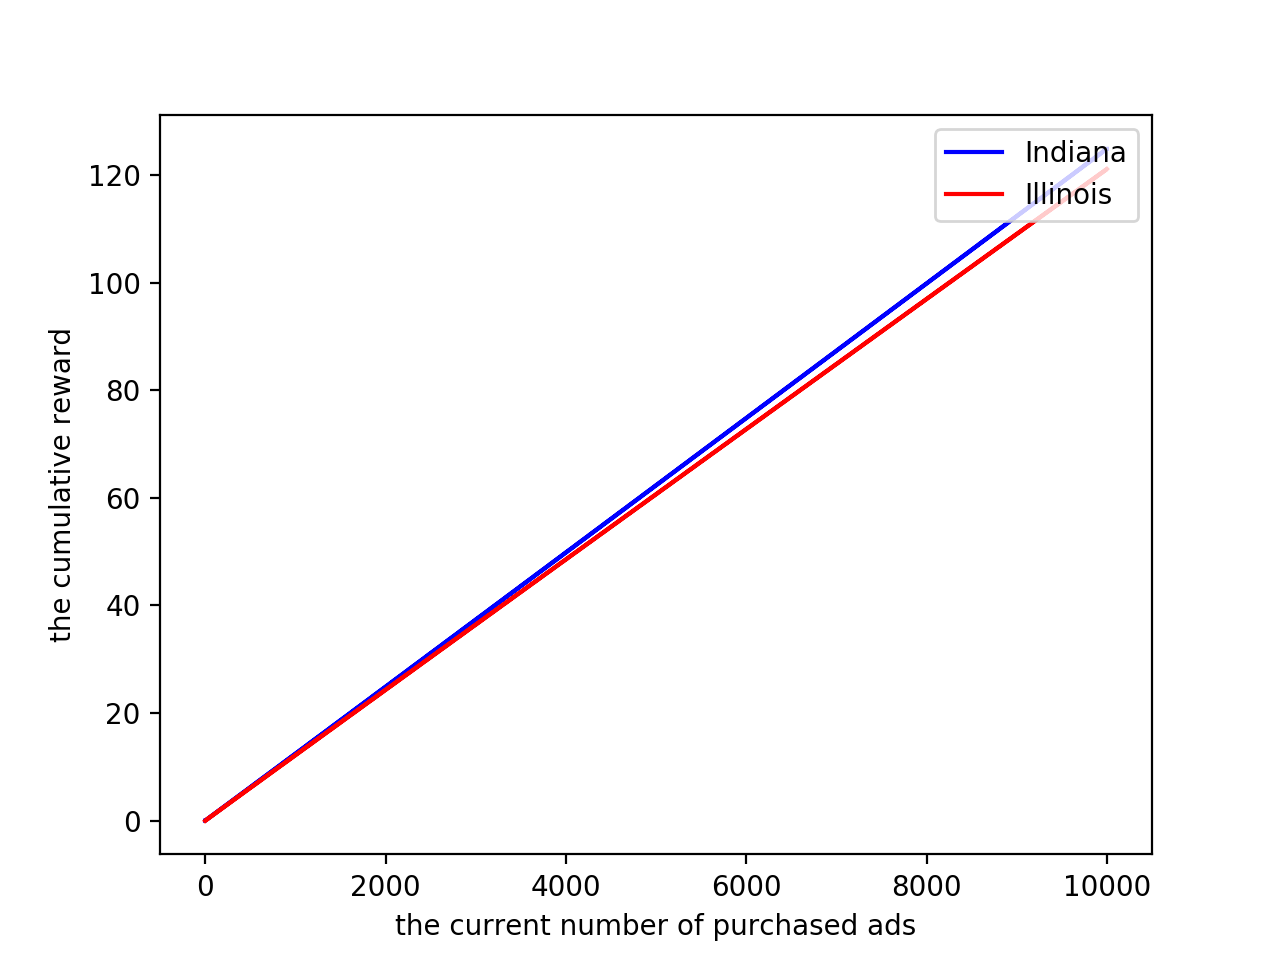 120
100
80
60
40
20
0
the cumulative reward
Indiana
Illinois
0 2000 4000 6000 8000 10000
the current number of purchased ads